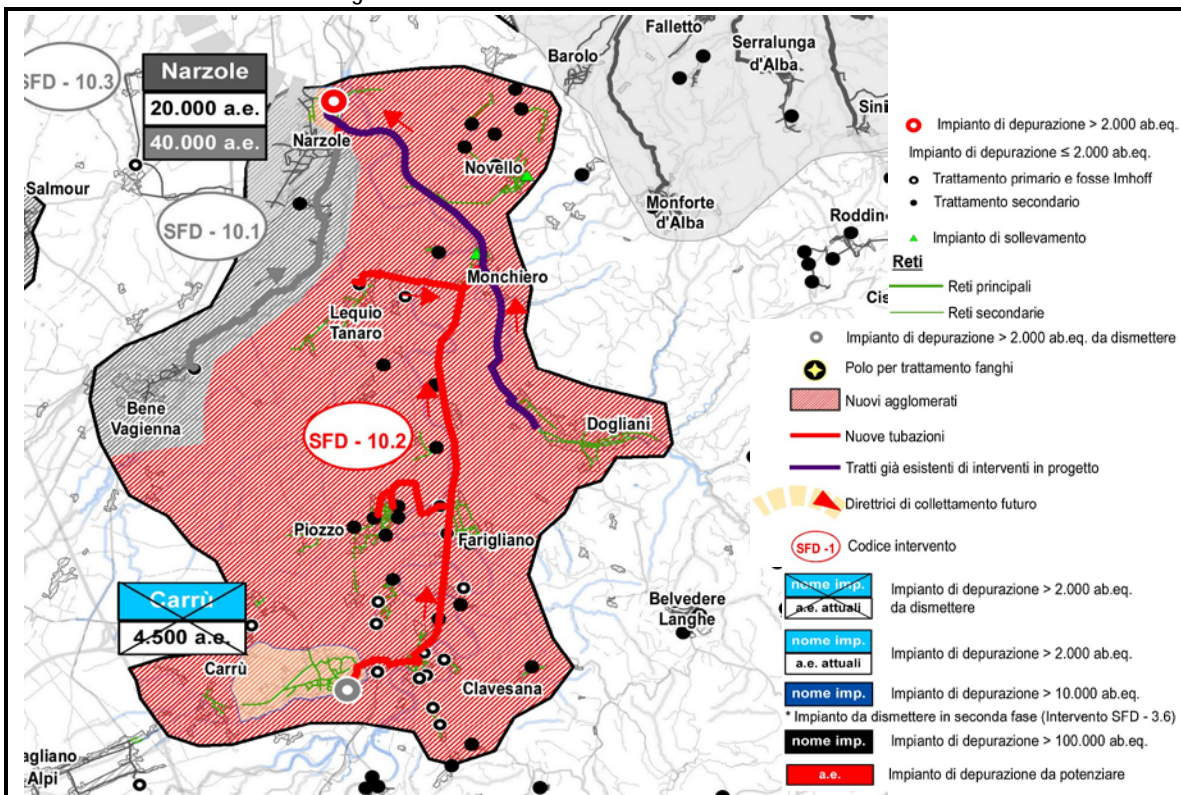 Falletto
Barolo
Serralunga
d'Alba
SFD - 10.3
Narzole
20.000 a.e.
40.000 a.e.
Narzole
Sini
Salmour
Novello
Monforte
d'Alba
Roddin
SFD - 10.1
Monchiero
Cis
Lequio
Tanaro
Bene
Vagienna
Dogliani
SFD - 10.2
Piozzo
Farigliano
Carrù
4.500 a.e.
Belvedere
Langhe
Carrù
Clavesana
agliano
Alpi
Impianto di depurazione > 2.000 ab.eq.
Impianto di depurazione ≤ 2.000 ab.eq.
Trattamento primario e fosse Imhoff
Trattamento secondario
Impianto di sollevamento
Reti
Reti principali
Reti secondarie
Impianto di depurazione > 2.000 ab.eq. da dismettere
Polo per trattamento fanghi
Nuovi agglomerati
Nuove tubazioni
Tratti già esistenti di interventi in progetto
Direttrici di collettamento futuro
SFD -1 Codice intervento
nome imp.
a.e. attuali
Impianto di depurazione > 2.000 ab.eq.
da dismettere
nome imp.
a.e. attuali
Impianto di depurazione > 2.000 ab.eq.
nome imp. Impianto di depurazione > 10.000 ab.eq.
* Impianto da dismettere in seconda fase (Intervento SFD - 3.6)
nome imp. Impianto di depurazione > 100.000 ab.eq.
a.e. Impianto di depurazione da potenziare